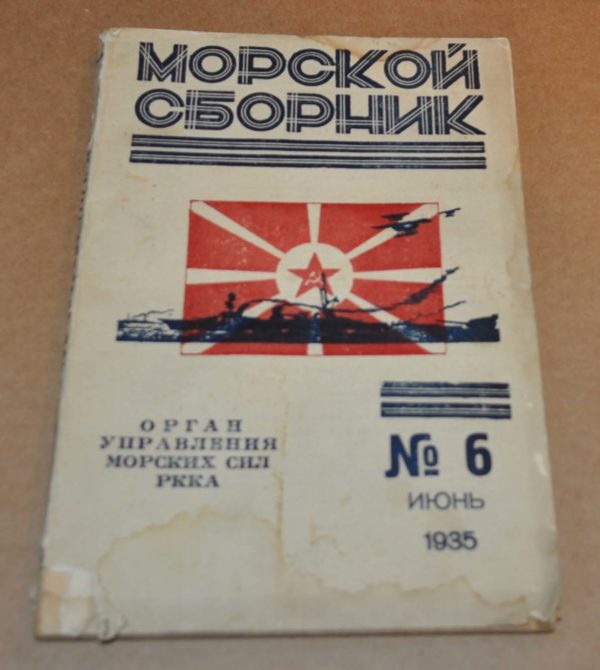 МОРСКОЙ
СБОРНИК
ОРГАН
УПРАВЛЕНИЯ
МОРСКИХ СИЛ
РККА
№ 6
ИЮНЬ
1935